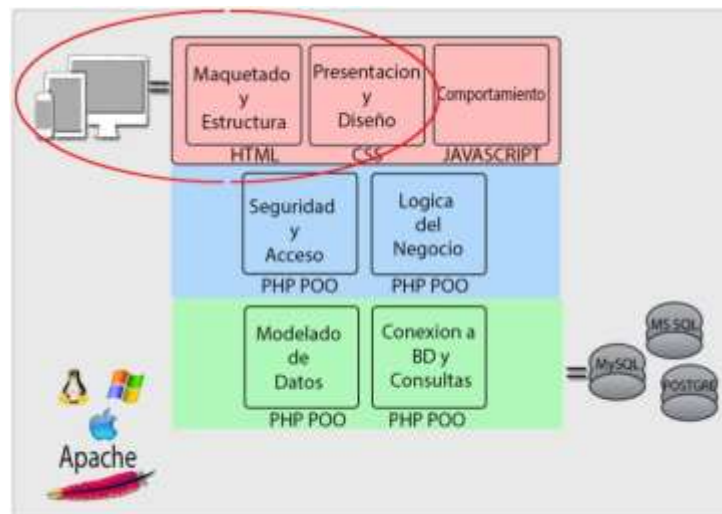 Maquetado
y
Estructura
HTML
Presentacion
y
Diseño
CSS
Comportamiento
JAVASCRIPT
Seguridad
y
Acceso
PHP POO
Logica
del
Negocio
PHP POO
Modelado
de
Datos
PHP POO
Conexion a
BD y
Consultas
PHP POO
=
=
MS SQL
MySQL
POSTGRE
Apache